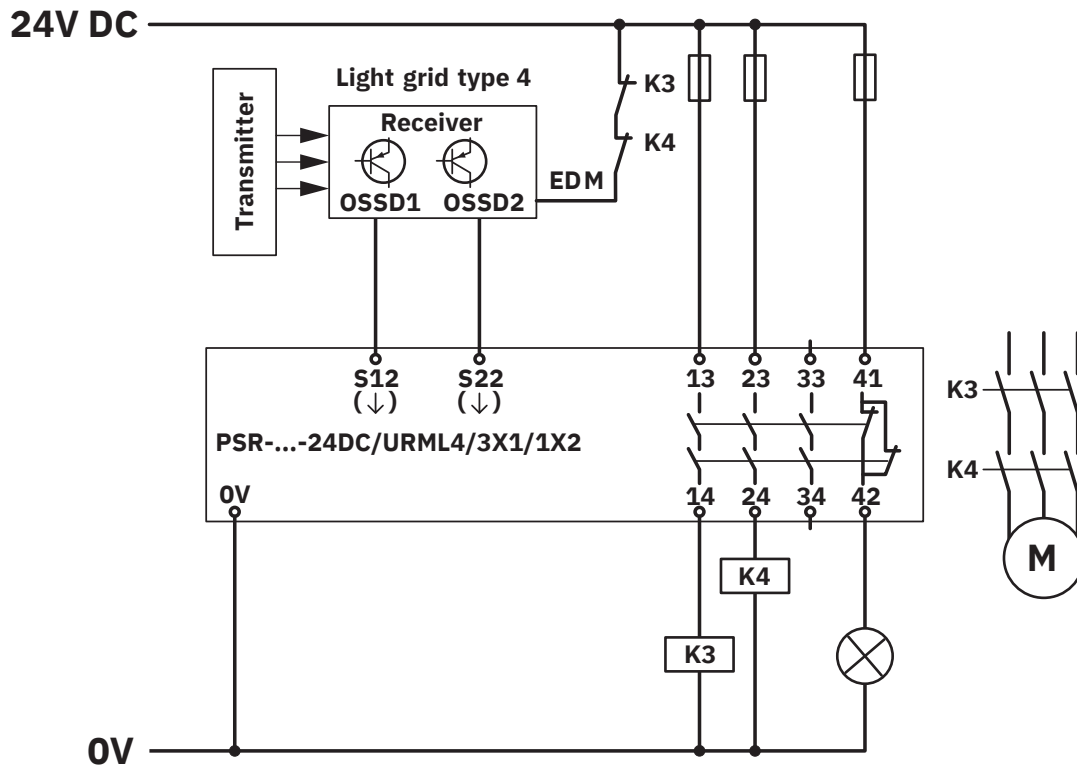 24V DC
Light grid type 4
K3
Transmitter
Receiver
K4
EDM
OSSD1 OSSD2
S12 S22 13 23 33 41
(↓) (↓)
K3
PSR-...-24DC/URML4/3X1/1X2
K4
0V 14 24 34 42
M
K4
K3
0V